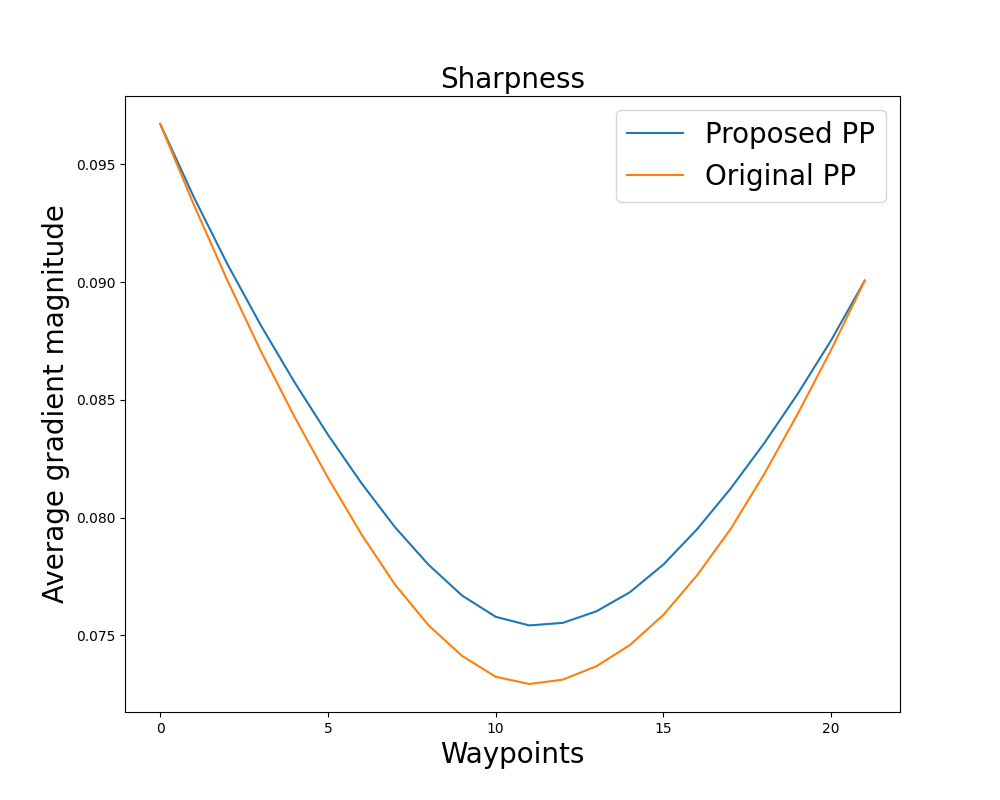 Sharpness
Proposed PP
Original PP
Average gradient magnitude
0.095
0.090
0.085
0.080
0.075
0 5 10 15 20
Waypoints